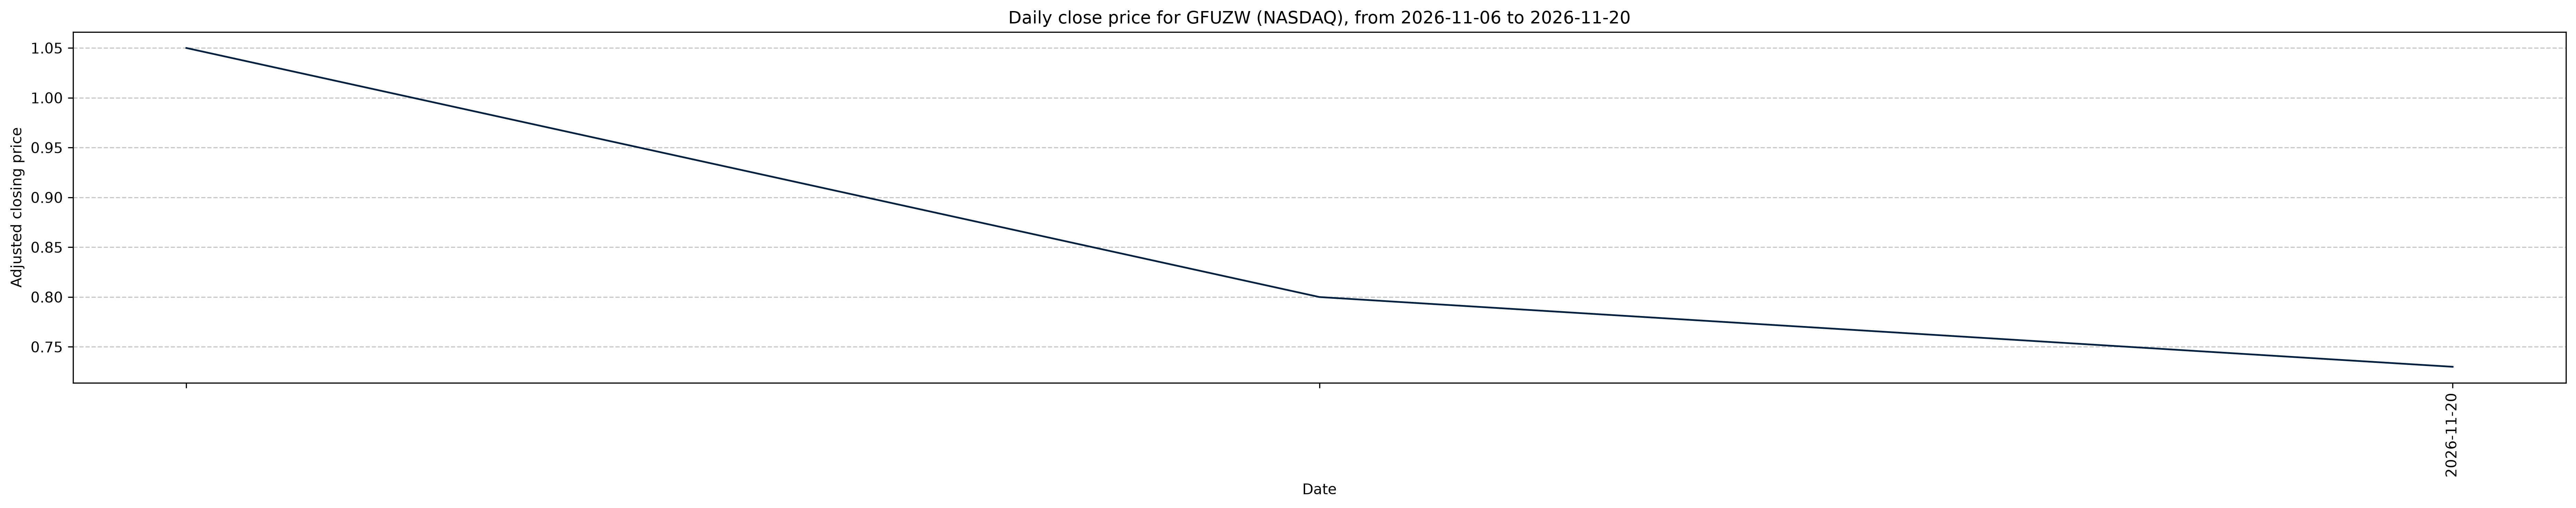 Daily close price for GFUZW (NASDAQ), from 2026-11-06 to 2026-11-20
Adjusted closing price
1.05
1.00
0.95
0.90
0.85
0.80
0.75
2026-11-20
Date